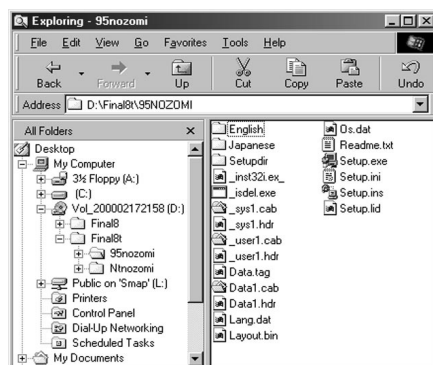 Exploring - 95nozomi
File Edit View Go Favorites Tools Help
Back Forward Up Cut Copy Paste Undo
Address D:\Final8t\95NOZOMI
All Folders
Desktop
My Computer
3½ Floppy (A:)
(C:)
Vol_200002172158 (D:)
Final8
Final8t
95nozomi
Ntnozomi
Public on 'Smap' (L:)
Printers
Control Panel
Dial-Up Networking
Scheduled Tasks
My Documents
English
Japanese
Setupdir
_inst32i.ex_
_isdel.exe
_sys1.cab
_sys1.hdr
_user1.cab
_user1.hdr
Data.tag
Data1.cab
Data1.hdr
Lang.dat
Layout.bin
Os.dat
Readme.txt
Setup.exe
Setup.ini
Setup.ins
Setup.lid